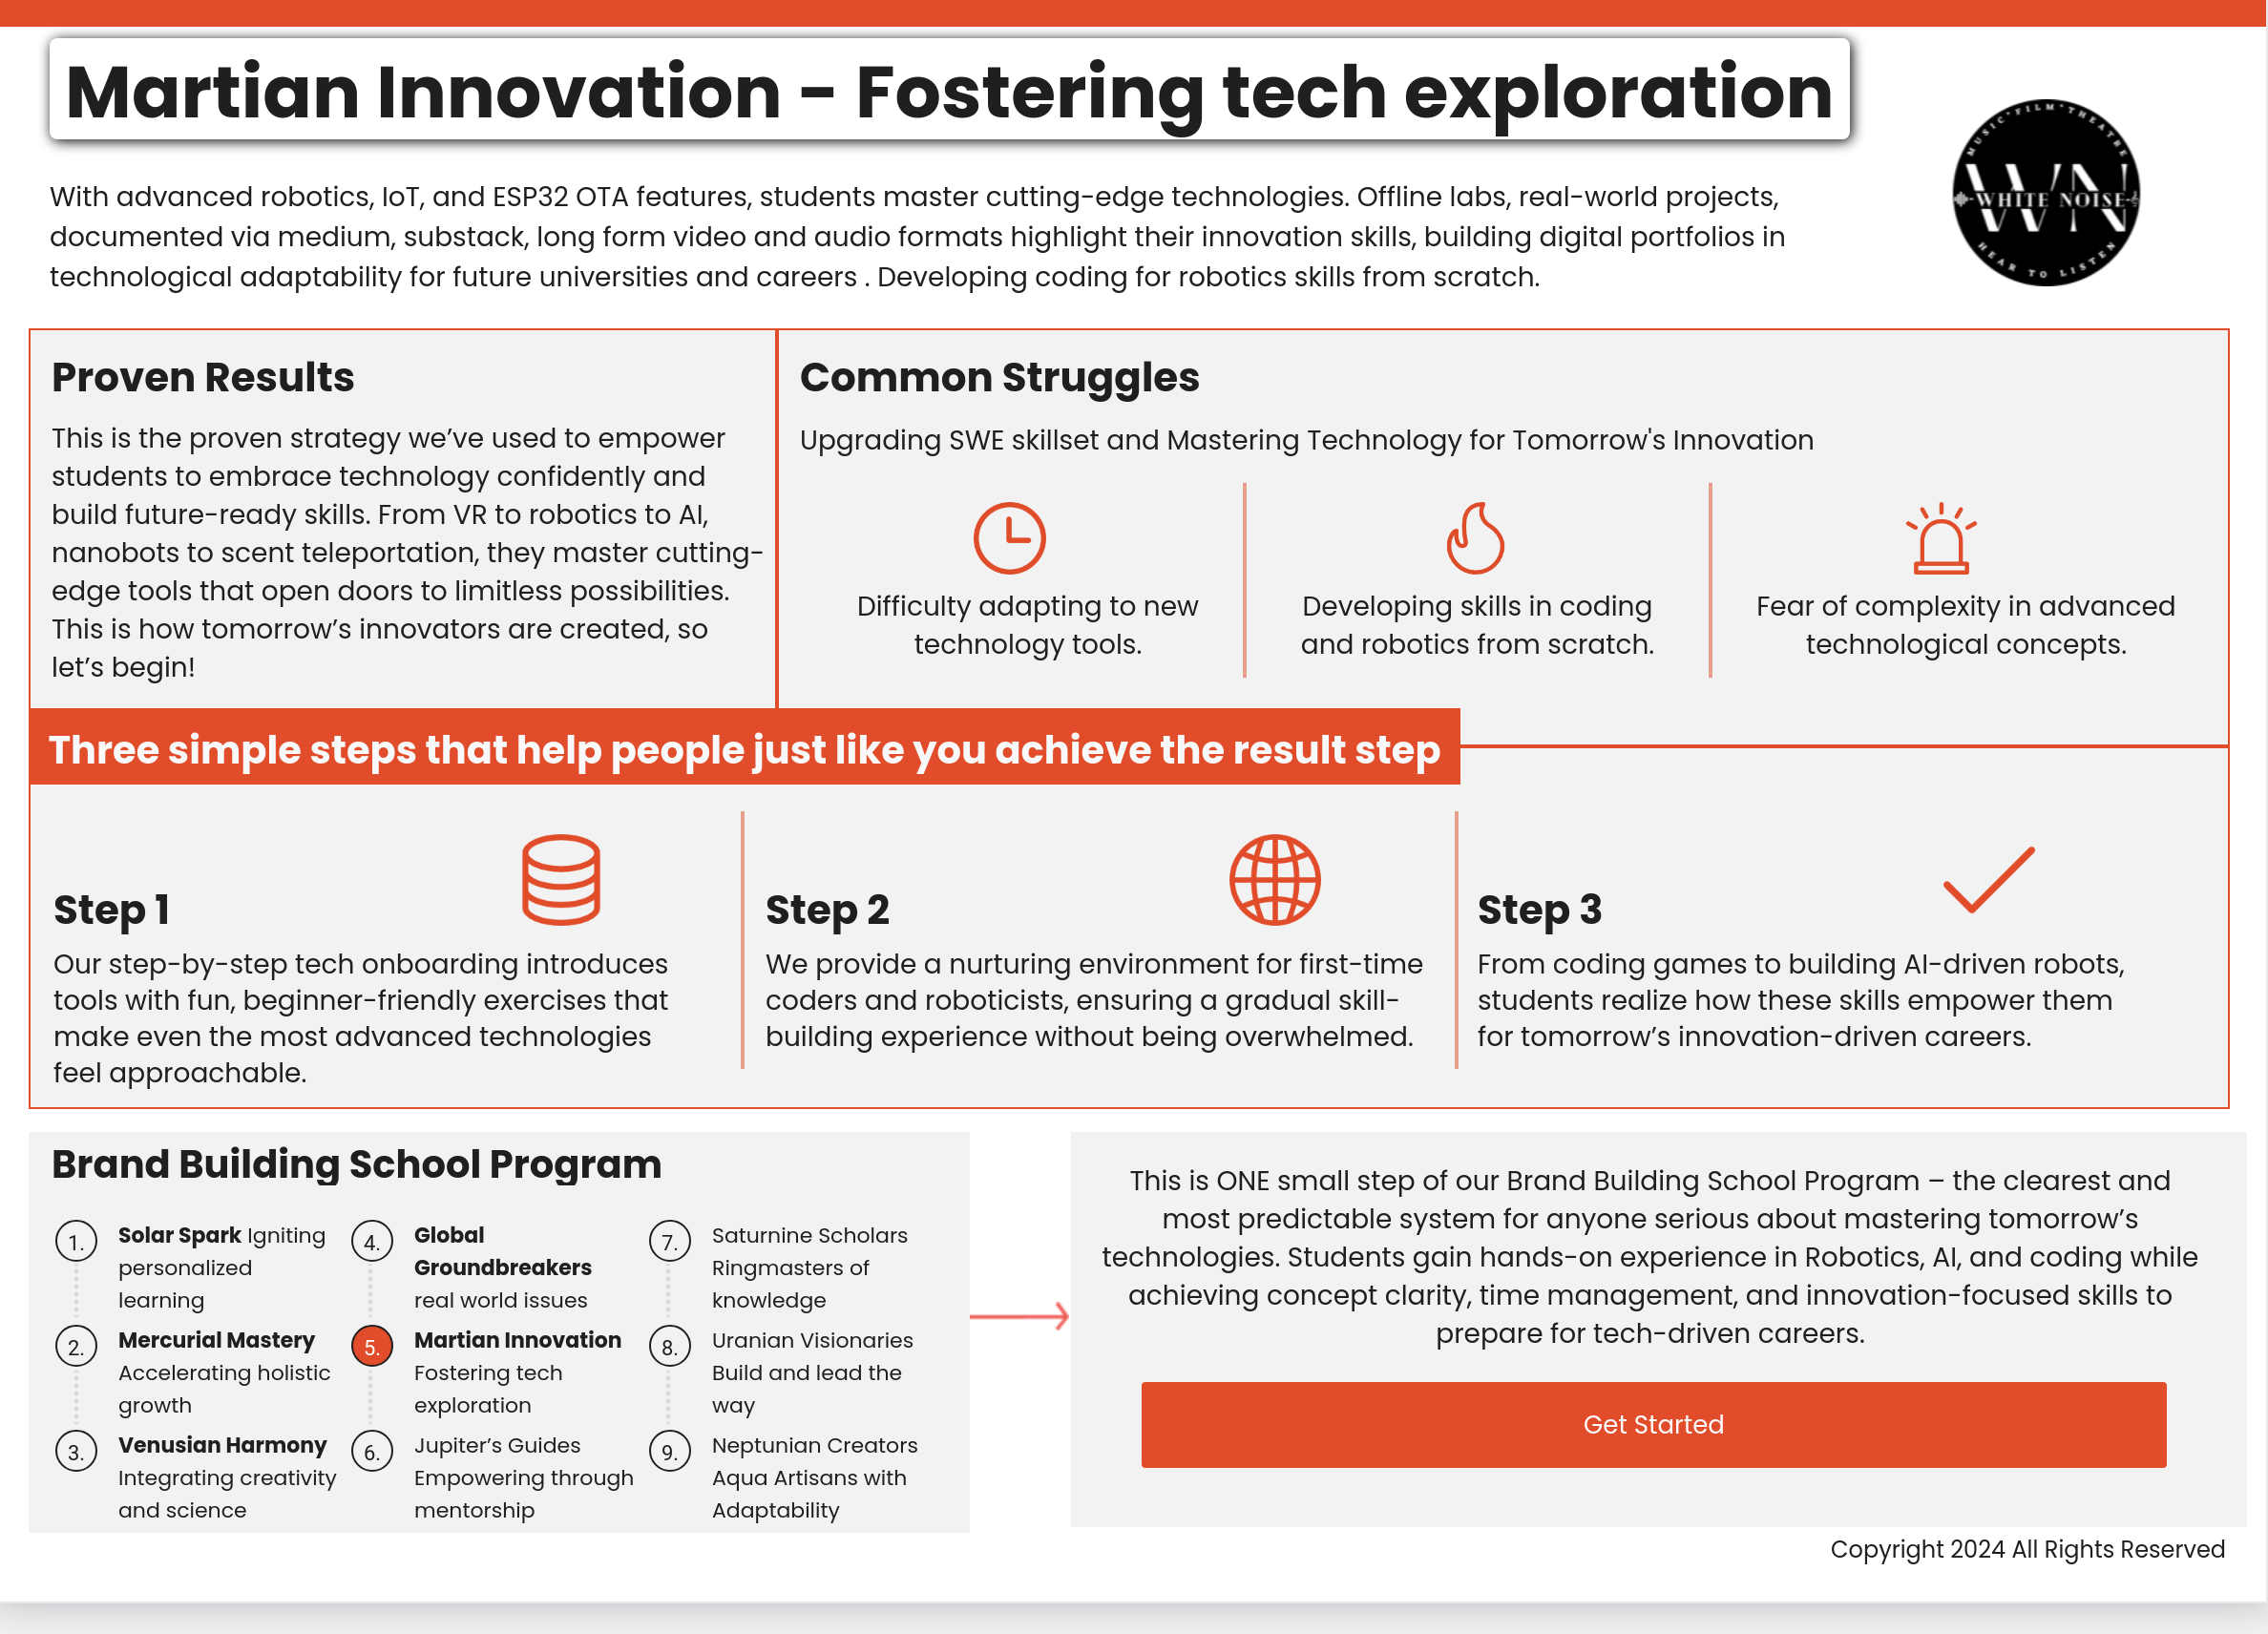 Martian Innovation - Fostering tech exploration
MUSIC*FILM*THEATRE
WN
WHITE NOISE
HEAR TO LISTEN
With advanced robotics, IoT, and ESP32 OTA features, students master cutting-edge technologies. Offline labs, real-world projects,
documented via medium, substack, long form video and audio formats highlight their innovation skills, building digital portfolios in
technological adaptability for future universities and careers . Developing coding for robotics skills from scratch.
Proven Results
This is the proven strategy we’ve used to empower
students to embrace technology confidently and
build future-ready skills. From VR to robotics to AI,
nanobots to scent teleportation, they master cutting-
edge tools that open doors to limitless possibilities.
This is how tomorrow’s innovators are created, so
let’s begin!
Common Struggles
Upgrading SWE skillset and Mastering Technology for Tomorrow's Innovation
Difficulty adapting to new
technology tools.
Developing skills in coding
and robotics from scratch.
Fear of complexity in advanced
technological concepts.
Three simple steps that help people just like you achieve the result step
Step 1
Our step-by-step tech onboarding introduces
tools with fun, beginner-friendly exercises that
make even the most advanced technologies
feel approachable.
Step 2
We provide a nurturing environment for first-time
coders and roboticists, ensuring a gradual skill-
building experience without being overwhelmed.
Step 3
From coding games to building AI-driven robots,
students realize how these skills empower them
for tomorrow’s innovation-driven careers.
Brand Building School Program
1. Solar Spark Igniting
personalized
learning
2. Mercurial Mastery
Accelerating holistic
growth
3. Venusian Harmony
Integrating creativity
and science
4. Global
Groundbreakers
real world issues
5. Martian Innovation
Fostering tech
exploration
6. Jupiter’s Guides
Empowering through
mentorship
7. Saturnine Scholars
Ringmasters of
knowledge
8. Uranian Visionaries
Build and lead the
way
9. Neptunian Creators
Aqua Artisans with
Adaptability
This is ONE small step of our Brand Building School Program – the clearest and
most predictable system for anyone serious about mastering tomorrow’s
technologies. Students gain hands-on experience in Robotics, AI, and coding while
achieving concept clarity, time management, and innovation-focused skills to
prepare for tech-driven careers.
Get Started
Copyright 2024 All Rights Reserved